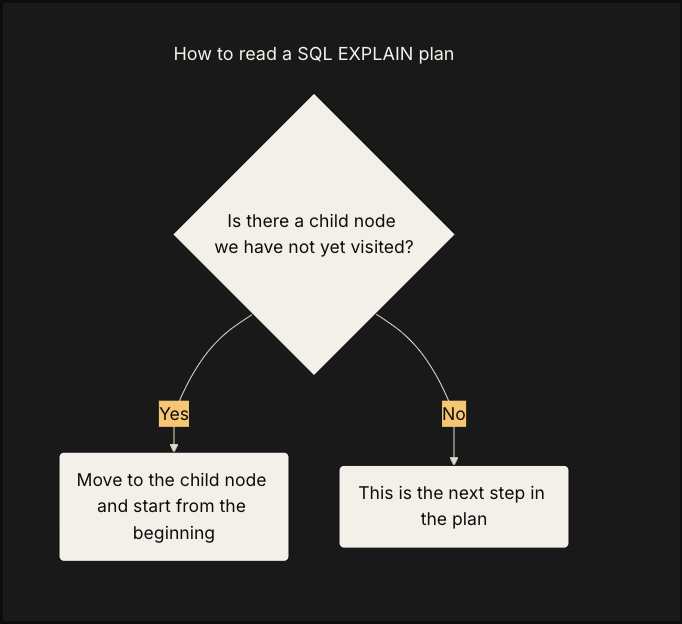 How to read a SQL EXPLAIN plan
Is there a child node
we have not yet visited?
Yes
No
Move to the child node
and start from the
beginning
This is the next step in
the plan